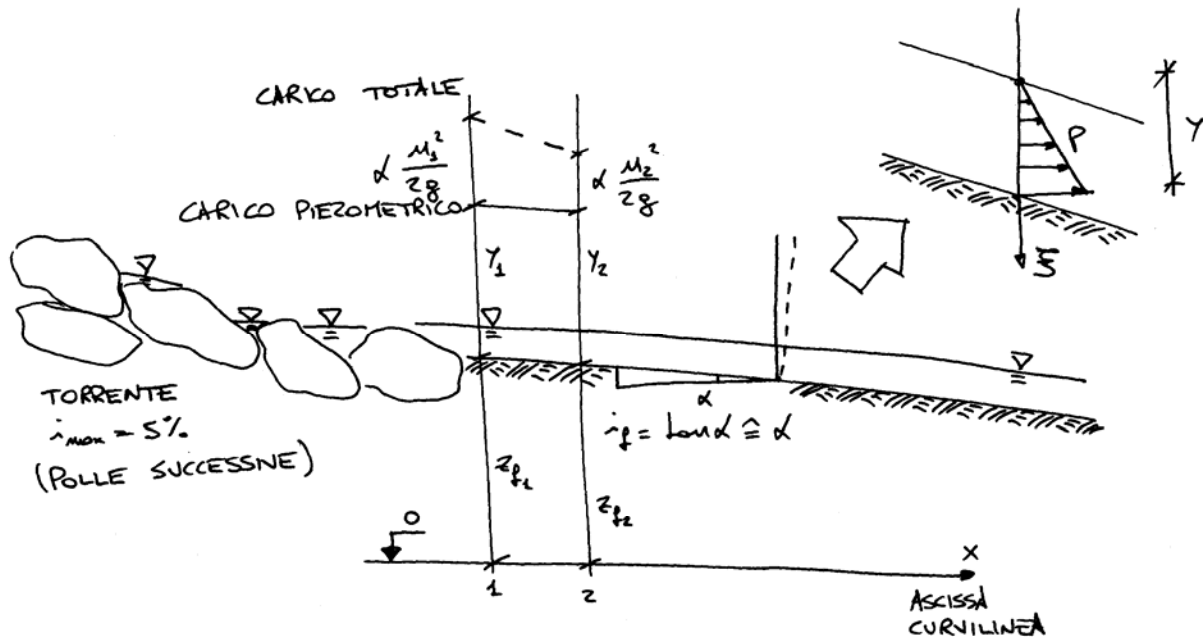 CARICO TOTALE
α u₁²/2g
α u₂²/2g
CARICO PIEZOMETRICO
Y₁
Y₂
P
Y
ξ
TORRENTE
i_max = 5%
(POLLE SUCCESSIVE)
α
i_f = tan α ≅ α
z_f₁
z_f₂
0
1
2
X
ASCISSA
CURVILINEA